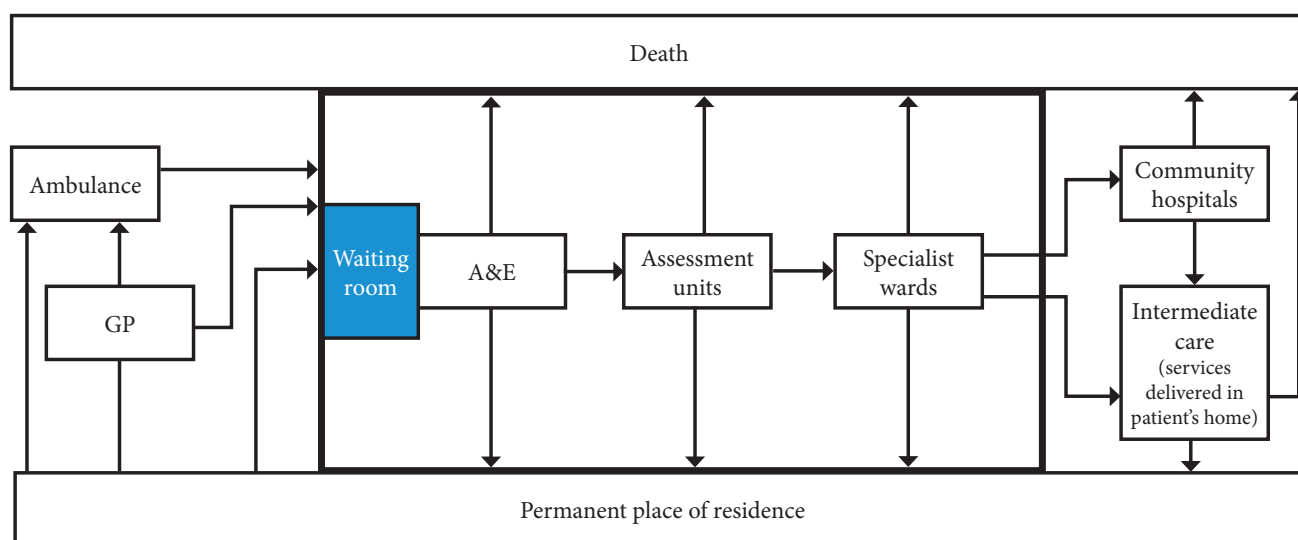 Death
Ambulance
GP
Waiting
room
A&E
Assessment
units
Specialist
wards
Community
hospitals
Intermediate
care
(services
delivered in
patient’s home)
Permanent place of residence